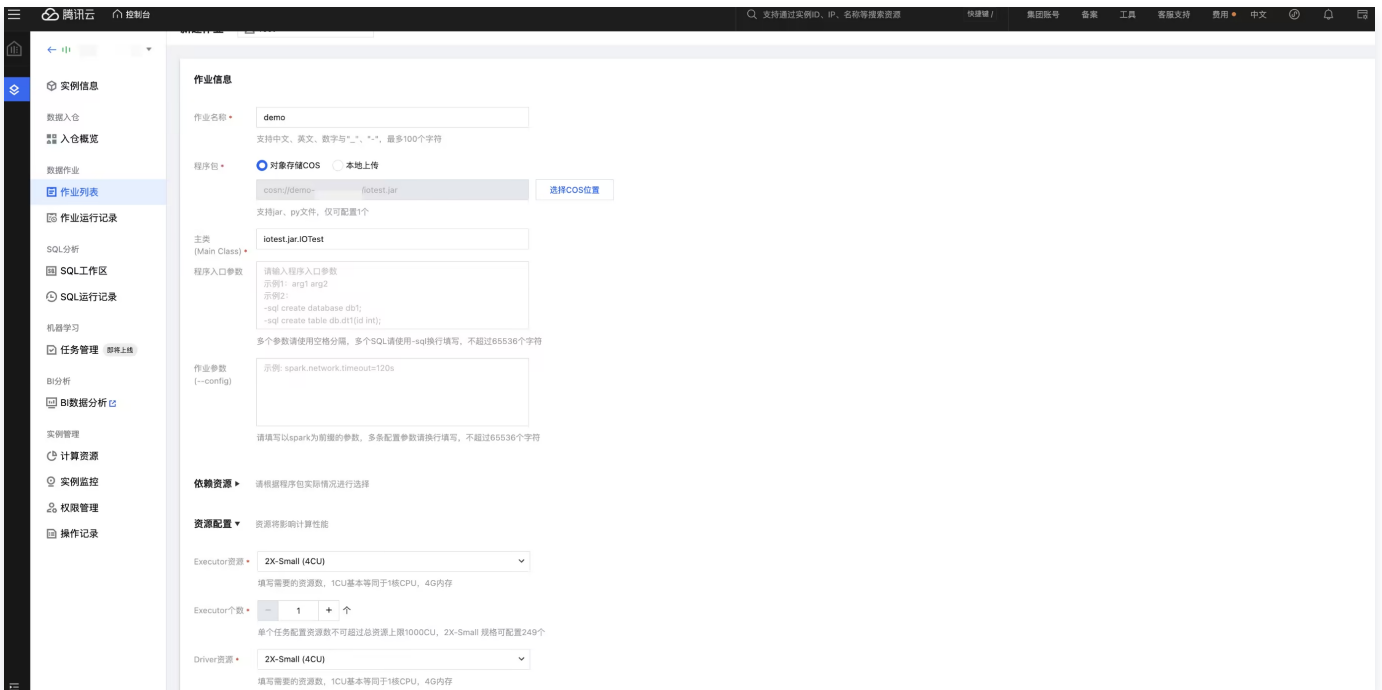 腾讯云 控制台 支持通过实例ID、IP、名称等搜索资源 快捷键 / 集团账号 备案 工具 客服支持 费用 中文
实例信息
数据入仓
入仓概览
数据作业
作业列表
作业运行记录
SQL分析
SQL工作区
SQL运行记录
机器学习
任务管理 即将上线
BI分析
BI数据分析
实例管理
计算资源
实例监控
权限管理
操作记录
作业信息
作业名称 • demo
支持中文、英文、数字与"_"、"-"，最多100个字符
程序包 • 对象存储COS 本地上传
cosn://demo- /iotest.jar 选择COS位置
支持jar、py文件，仅可配置1个
主类
(Main Class) • iotest.jar.IOTest
程序入口参数 请输入程序入口参数
示例1：arg1 arg2
示例2：
-sql create database db1;
-sql create table db.dt1(id int);
多个参数请使用空格分隔，多个SQL请使用-sql换行填写，不超过65536个字符
作业参数
(--config) 示例: spark.network.timeout=120s
请填写以spark为前缀的参数，多条配置参数请换行填写，不超过65536个字符
依赖资源 ▸ 请根据程序包实际情况进行选择
资源配置 ▾ 资源将影响计算性能
Executor资源 • 2X-Small (4CU)
填写需要的资源数，1CU基本等同于1核CPU，4G内存
Executor个数 • − 1 + 个
单个任务配置资源数不可超过总资源上限1000CU，2X-Small 规格可配置249个
Driver资源 • 2X-Small (4CU)
填写需要的资源数，1CU基本等同于1核CPU，4G内存